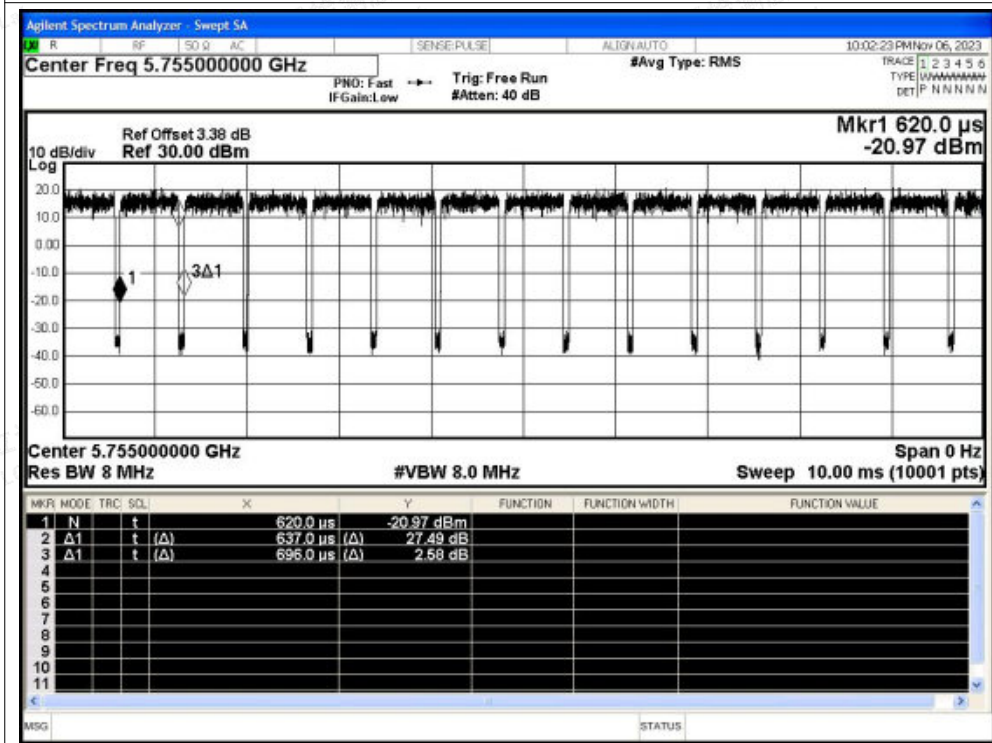 Agilent Spectrum Analyzer - Swept SA
LXI R RF 50 Ω AC SENSE:PULSE ALIGN AUTO 10:02:23 PM Nov 06, 2023
Center Freq 5.755000000 GHz #Avg Type: RMS TRACE 1 2 3 4 5 6
PNO: Fast Trig: Free Run TYPE WWWWWW
IFGain:Low #Atten: 40 dB DET P N N N N N
Mkr1 620.0 µs
Ref Offset 3.38 dB
10 dB/div Ref 30.00 dBm -20.97 dBm
Log
20.0
10.0
0.00
-10.0
1 3Δ1
-20.0
-30.0
-40.0
-50.0
-60.0
Center 5.755000000 GHz Span 0 Hz
Res BW 8 MHz #VBW 8.0 MHz Sweep 10.00 ms (10001 pts)
MKR MODE TRC SCL X Y FUNCTION FUNCTION WIDTH FUNCTION VALUE
1 N t 620.0 µs -20.97 dBm
2 Δ1 t (Δ) 637.0 µs (Δ) 27.49 dB
3 Δ1 t (Δ) 696.0 µs (Δ) 2.58 dB
4
5
6
7
8
9
10
11
MSG STATUS